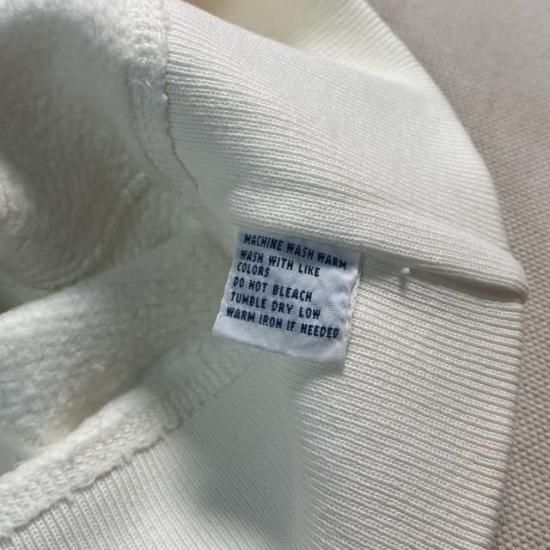 MACHINE WASH WARM
WASH WITH LIKE
COLORS
DO NOT BLEACH
TUMBLE DRY LOW
WARM IRON IF NEEDED